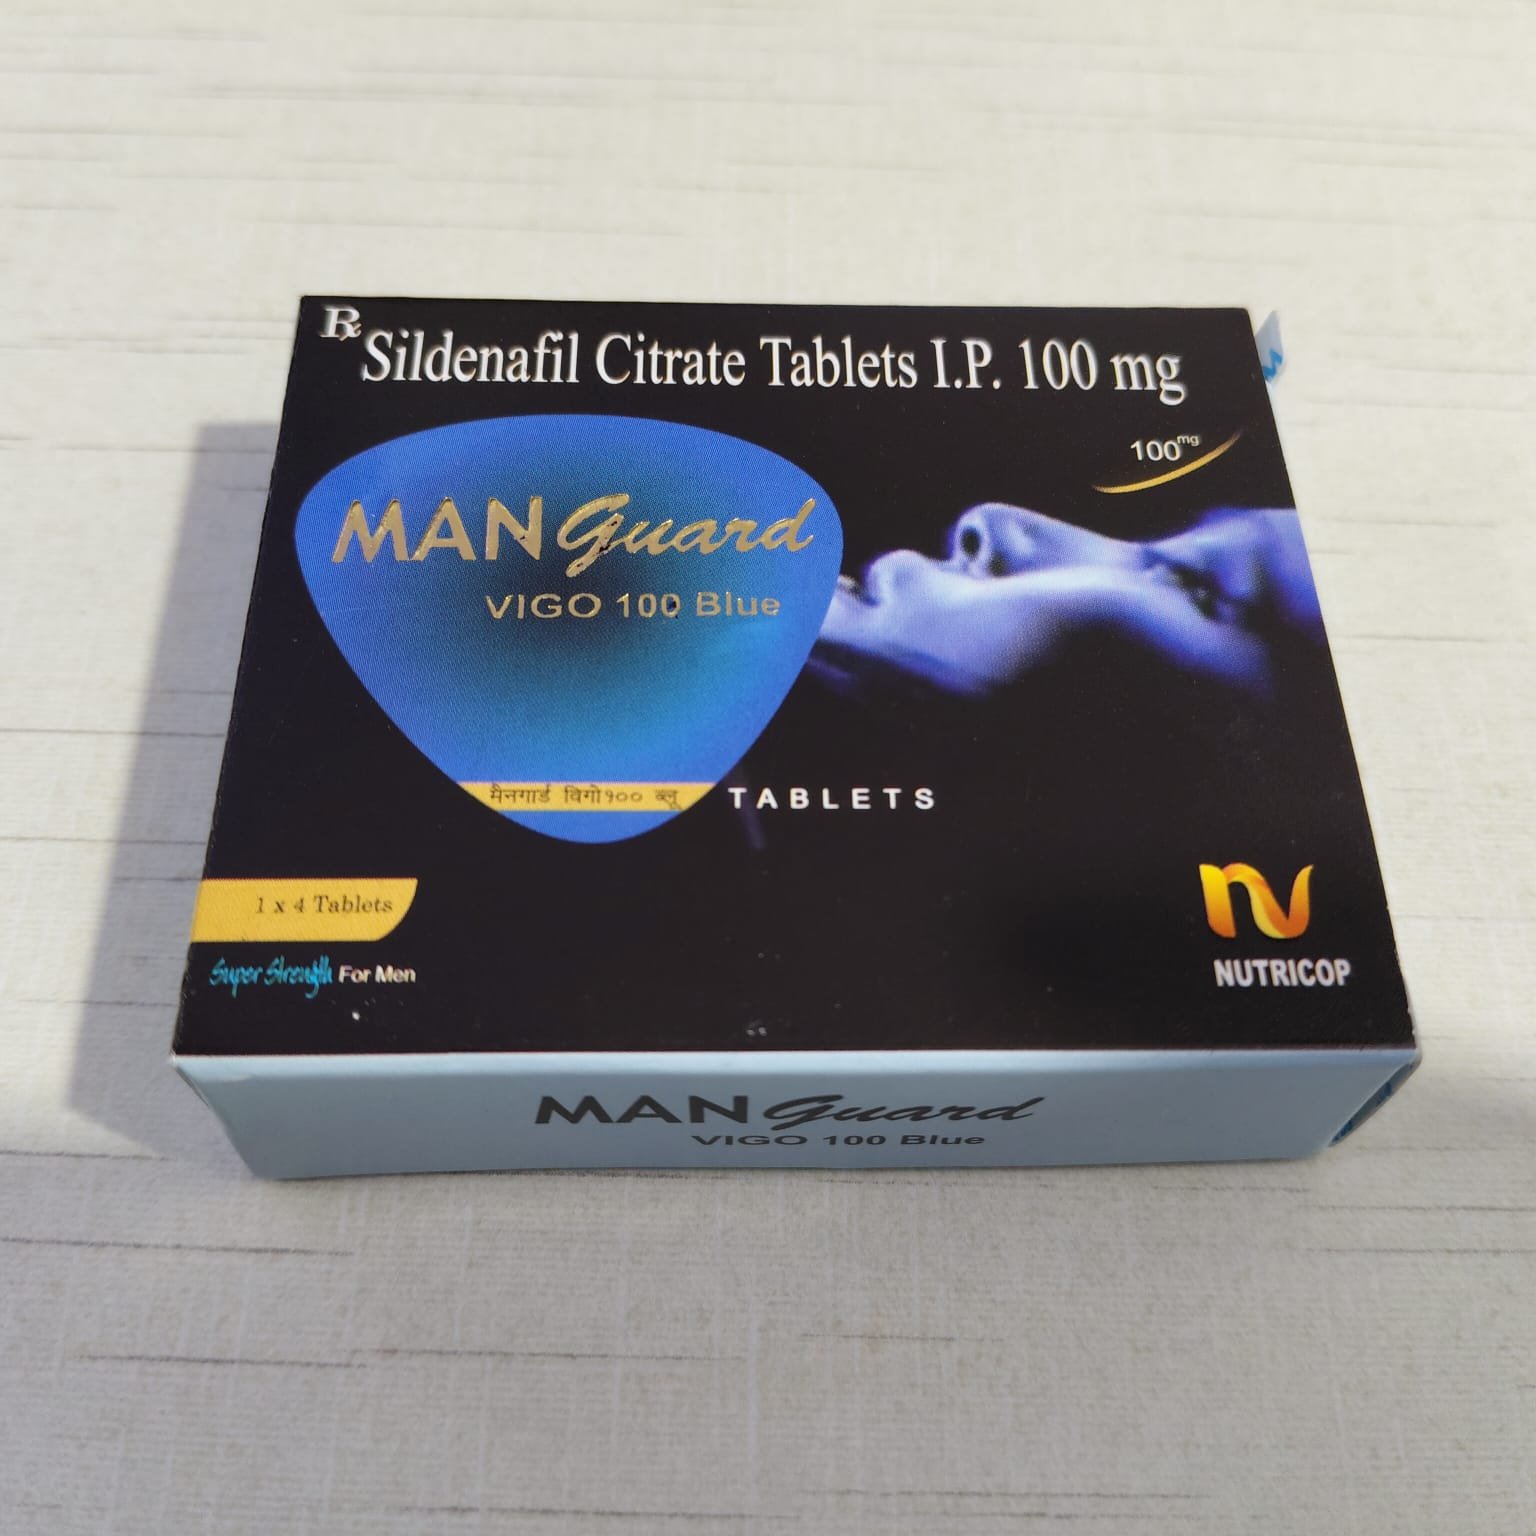 Rx Sildenafil Citrate Tablets I.P. 100 mg
100mg
MAN Guard
VIGO 100 Blue
मैनगार्ड विगो १०० ब्लू
TABLETS
1 x 4 Tablets
Super Strength For Men
NUTRICOP
MAN Guard
VIGO 100 Blue